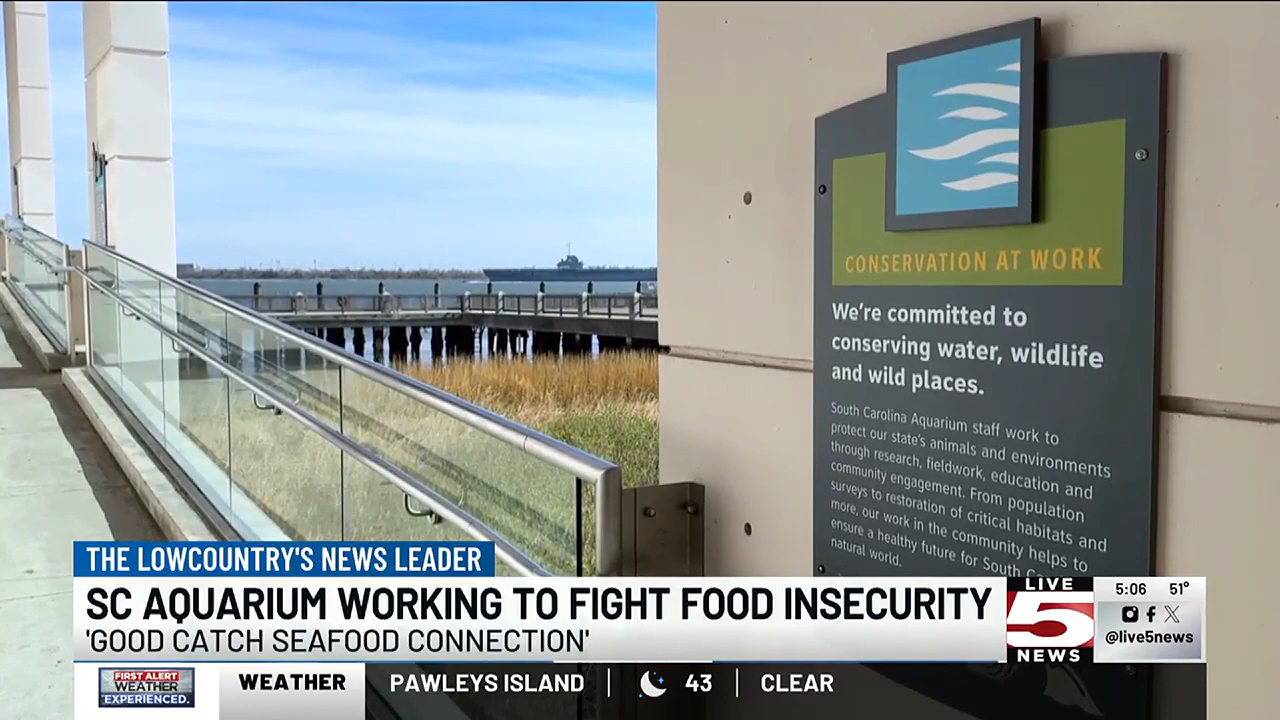 CONSERVATION AT WORK
We're committed to
conserving water, wildlife
and wild places.
South Carolina Aquarium staff work to
protect our state's animals and environments
through research, fieldwork, education and
community engagement. From population
surveys to restoration of critical habitats and
more, our work in the community helps to
ensure a healthy future for South
natural world.
THE LOWCOUNTRY'S NEWS LEADER
SC AQUARIUM WORKING TO FIGHT FOOD INSECURITY
'GOOD CATCH SEAFOOD CONNECTION'
LIVE
5
NEWS
5:06 51°
@live5news
FIRST ALERT
WEATHER
EXPERIENCED.
WEATHER
PAWLEYS ISLAND | 43 | CLEAR